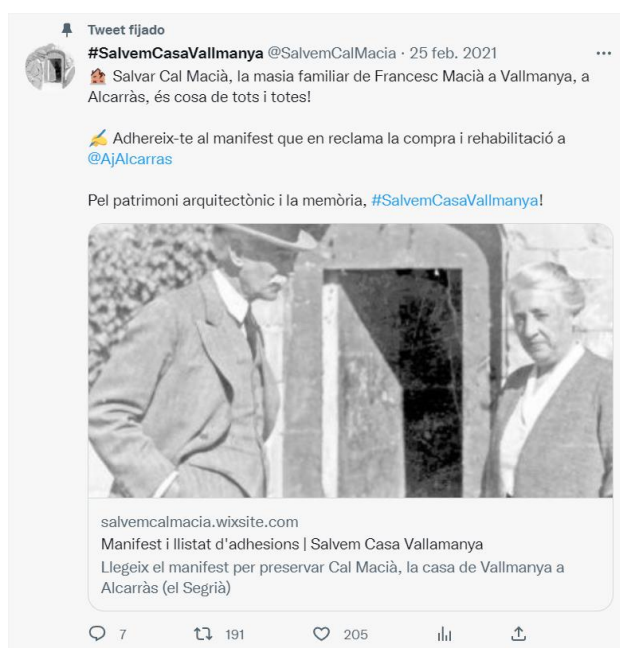 Tweet fijado
#SalvemCasaVallmanya @SalvemCalMacia · 25 feb. 2021
🏠 Salvar Cal Macià, la masia familiar de Francesc Macià a Vallmanya, a
Alcarràs, és cosa de tots i totes!
✍️ Adhereix-te al manifest que en reclama la compra i rehabilitació a
@AjAlcarras
Pel patrimoni arquitectònic i la memòria, #SalvemCasaVallmanya!
salvemcalmacia.wixsite.com
Manifest i llistat d'adhesions | Salvem Casa Vallamanya
Llegeix el manifest per preservar Cal Macià, la casa de Vallmanya a
Alcarràs (el Segrià)
7 191 205